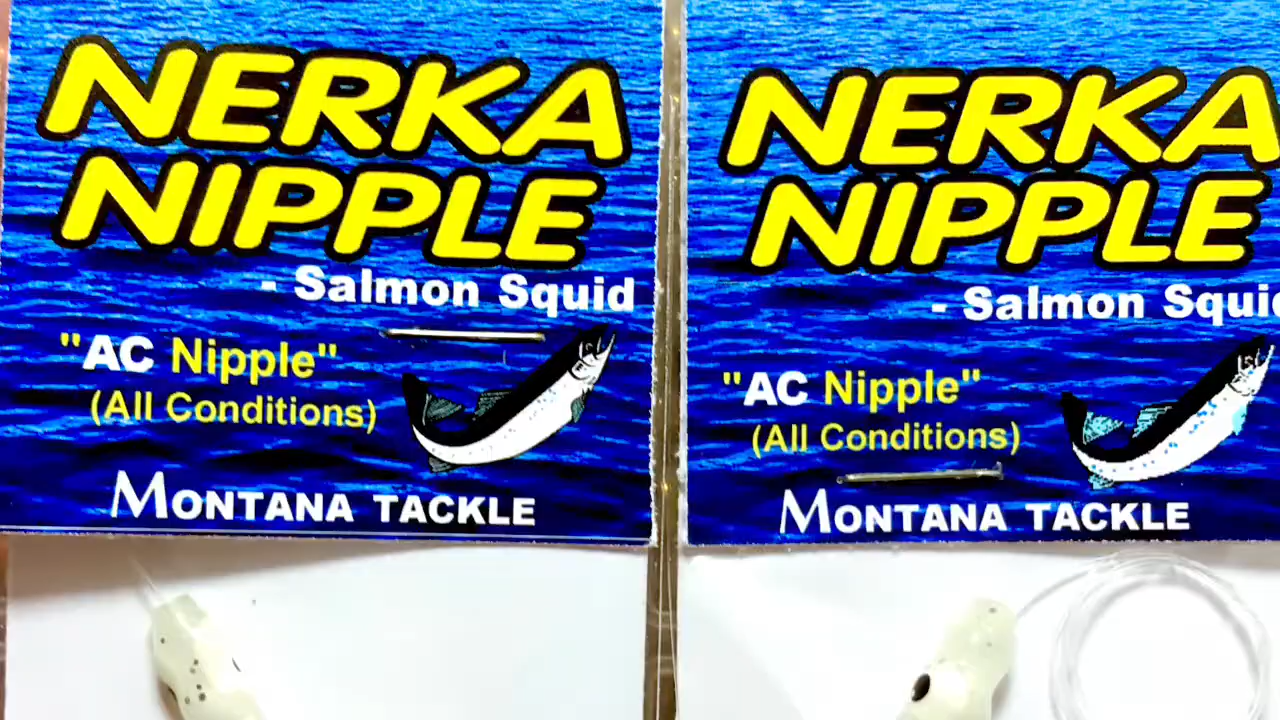 NERKA
NIPPLE
- Salmon Squid
"AC Nipple"
(All Conditions)
MONTANA TACKLE
NERKA
NIPPLE
- Salmon Squid
"AC Nipple"
(All Conditions)
MONTANA TACKLE